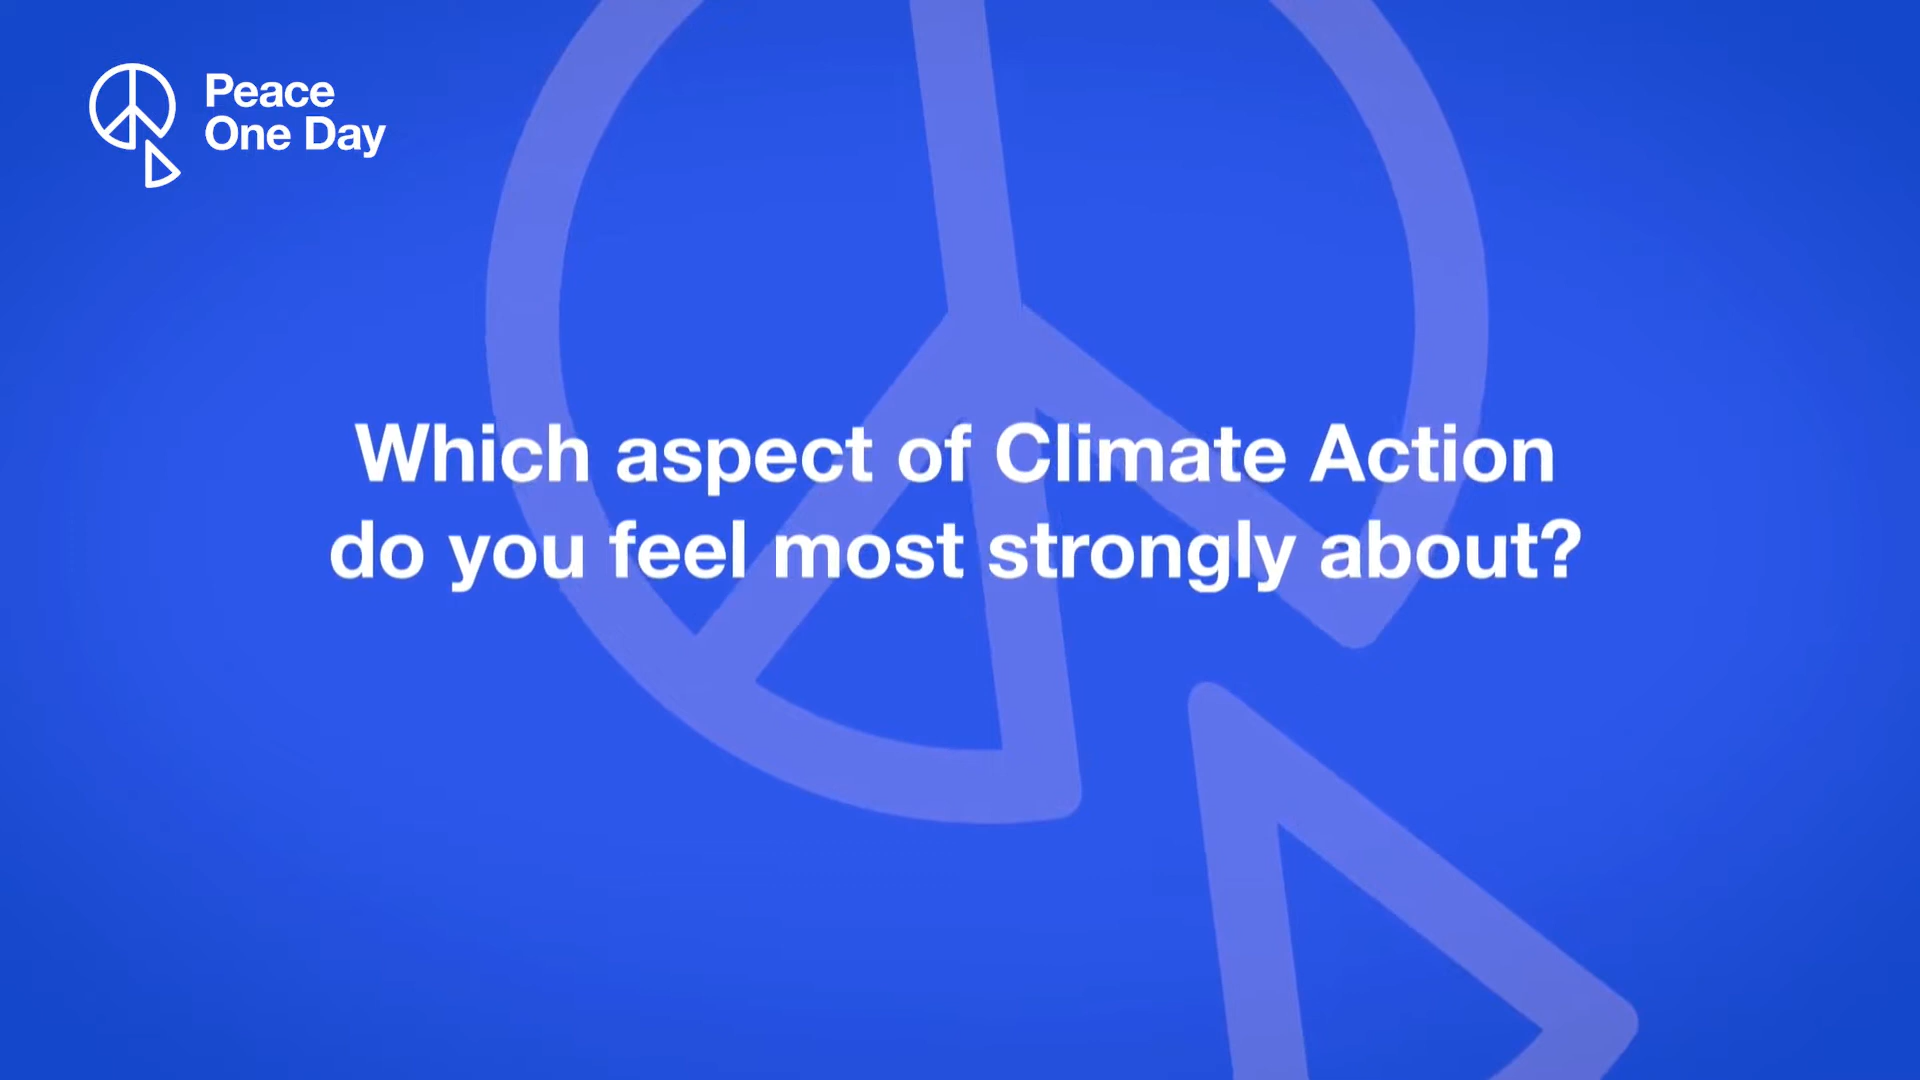 Peace
One Day
Which aspect of Climate Action
do you feel most strongly about?